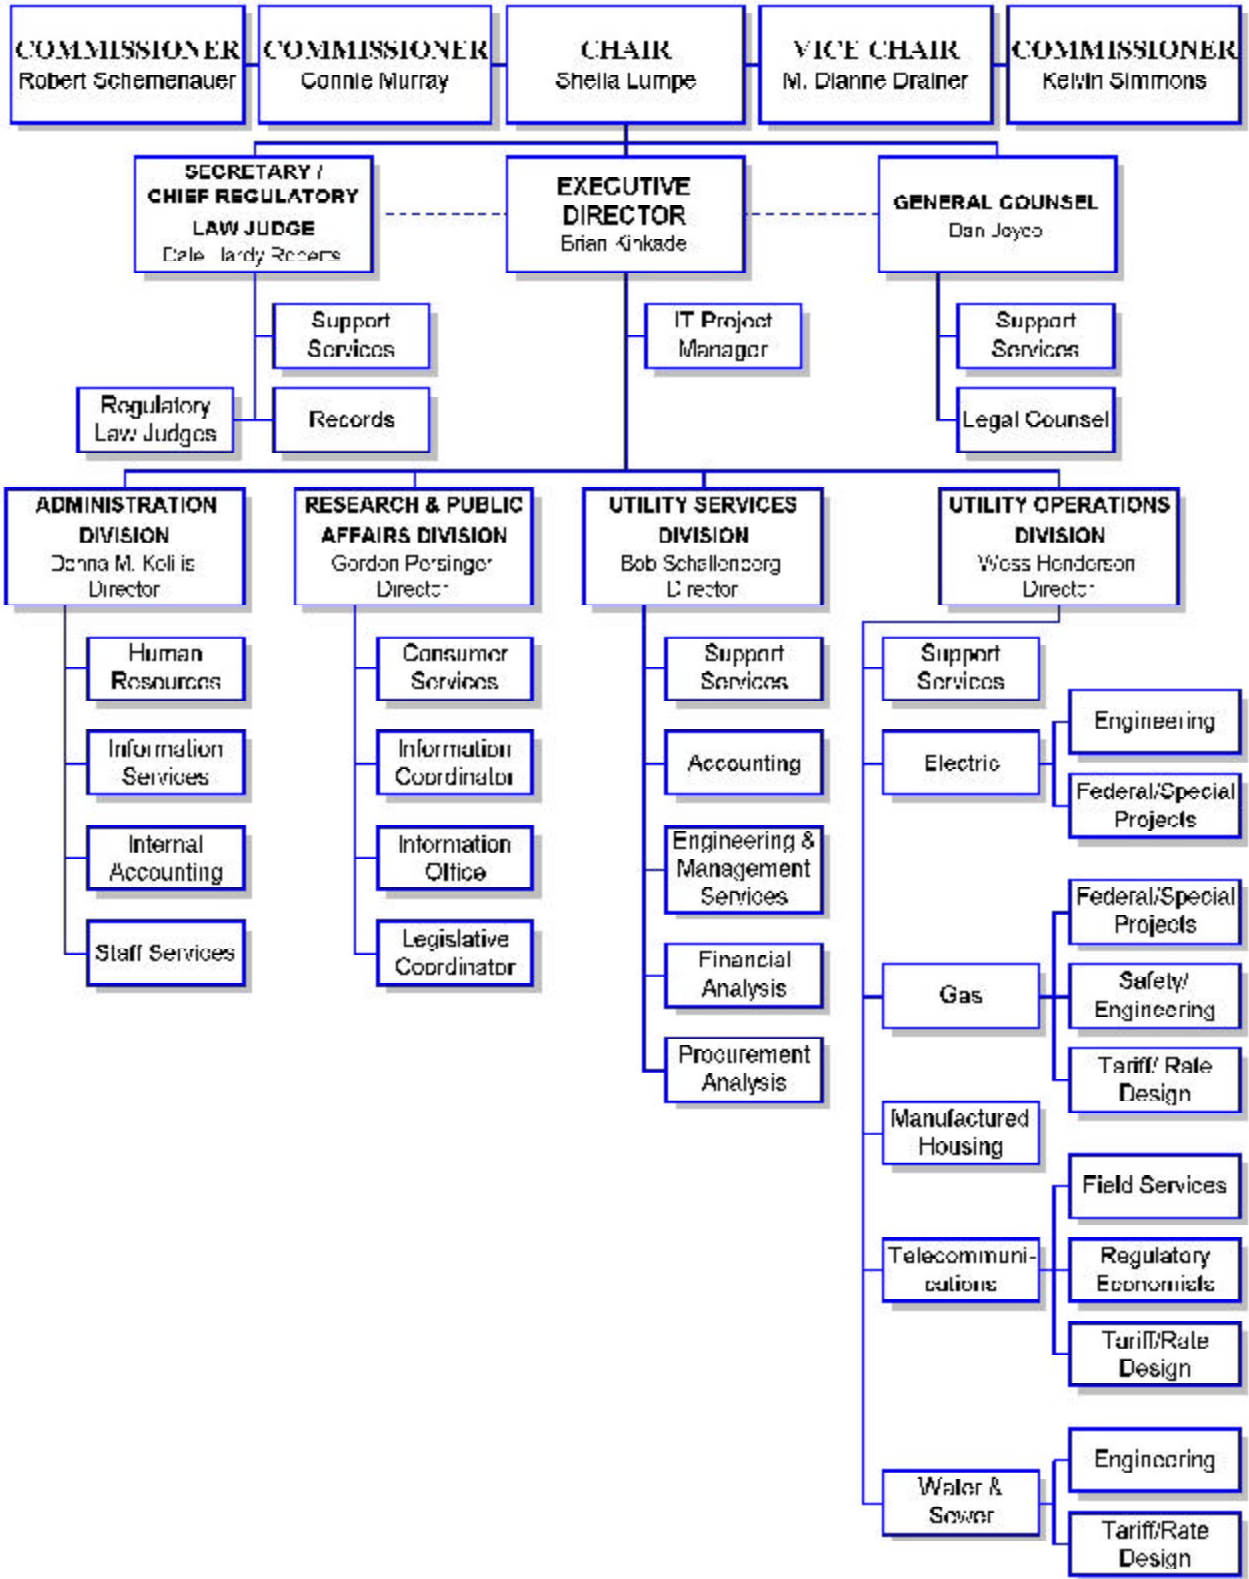 COMMISSIONER
Robert Schemenauer
COMMISSIONER
Connie Murray
CHAIR
Sheila Lumpe
VICE CHAIR
M. Dianne Drainer
COMMISSIONER
Kelvin Simmons
SECRETARY /
CHIEF REGULATORY
LAW JUDGE
Dale Hardy Roberts
EXECUTIVE
DIRECTOR
Brian Kinkade
GENERAL COUNSEL
Dan Joyce
Support
Services
Regulatory
Law Judges
Records
IT Project
Manager
Support
Services
Legal Counsel
ADMINISTRATION
DIVISION
Donna M.
Director
Human
Resources
Information
Services
Internal
Accounting
Staff Services
RESEARCH & PUBLIC
AFFAIRS DIVISION
Gordon Persinger
Director
Consumer
Services
Information
Coordinator
Information
Office
Legislative
Coordinator
UTILITY SERVICES
DIVISION
Bob Schallenberg
Director
Support
Services
Accounting
Engineering &
Management
Services
Financial
Analysis
Procurement
Analysis
UTILITY OPERATIONS
DIVISION
Wess Henderson
Director
Support
Services
Electric
Engineering
Federal/Special
Projects
Gas
Federal/Special
Projects
Safety/
Engineering
Tariff/ Rate
Design
Manufactured
Housing
Telecommuni-
cations
Field Services
Regulatory
Economists
Tariff/Rate
Design
Water &
Sewer
Engineering
Tariff/Rate
Design